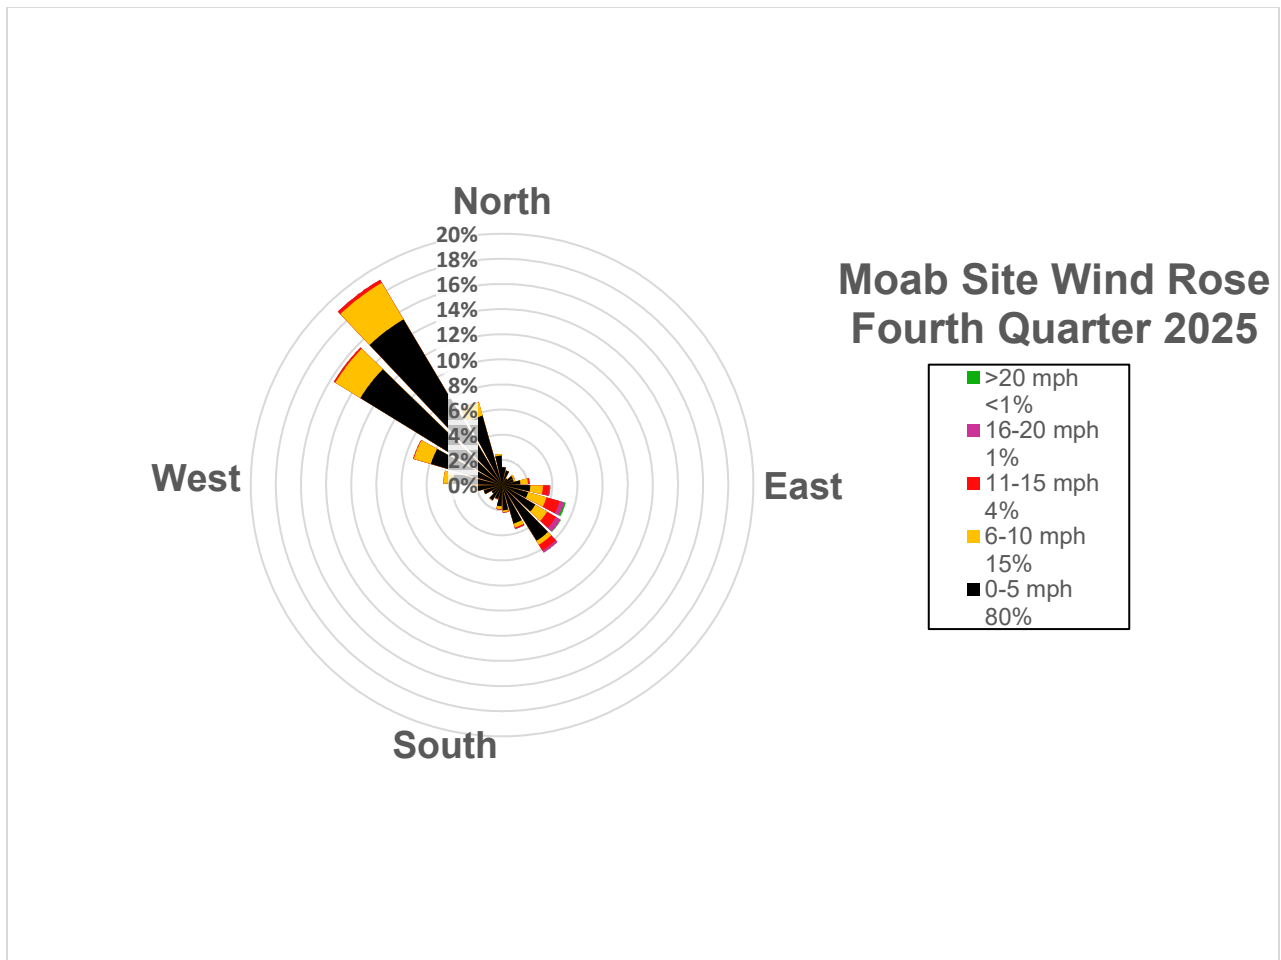 North
20%
18%
16%
14%
12%
10%
8%
6%
4%
2%
0%
West
East
South
Moab Site Wind Rose
Fourth Quarter 2025
>20 mph
<1%
16-20 mph
1%
11-15 mph
4%
6-10 mph
15%
0-5 mph
80%